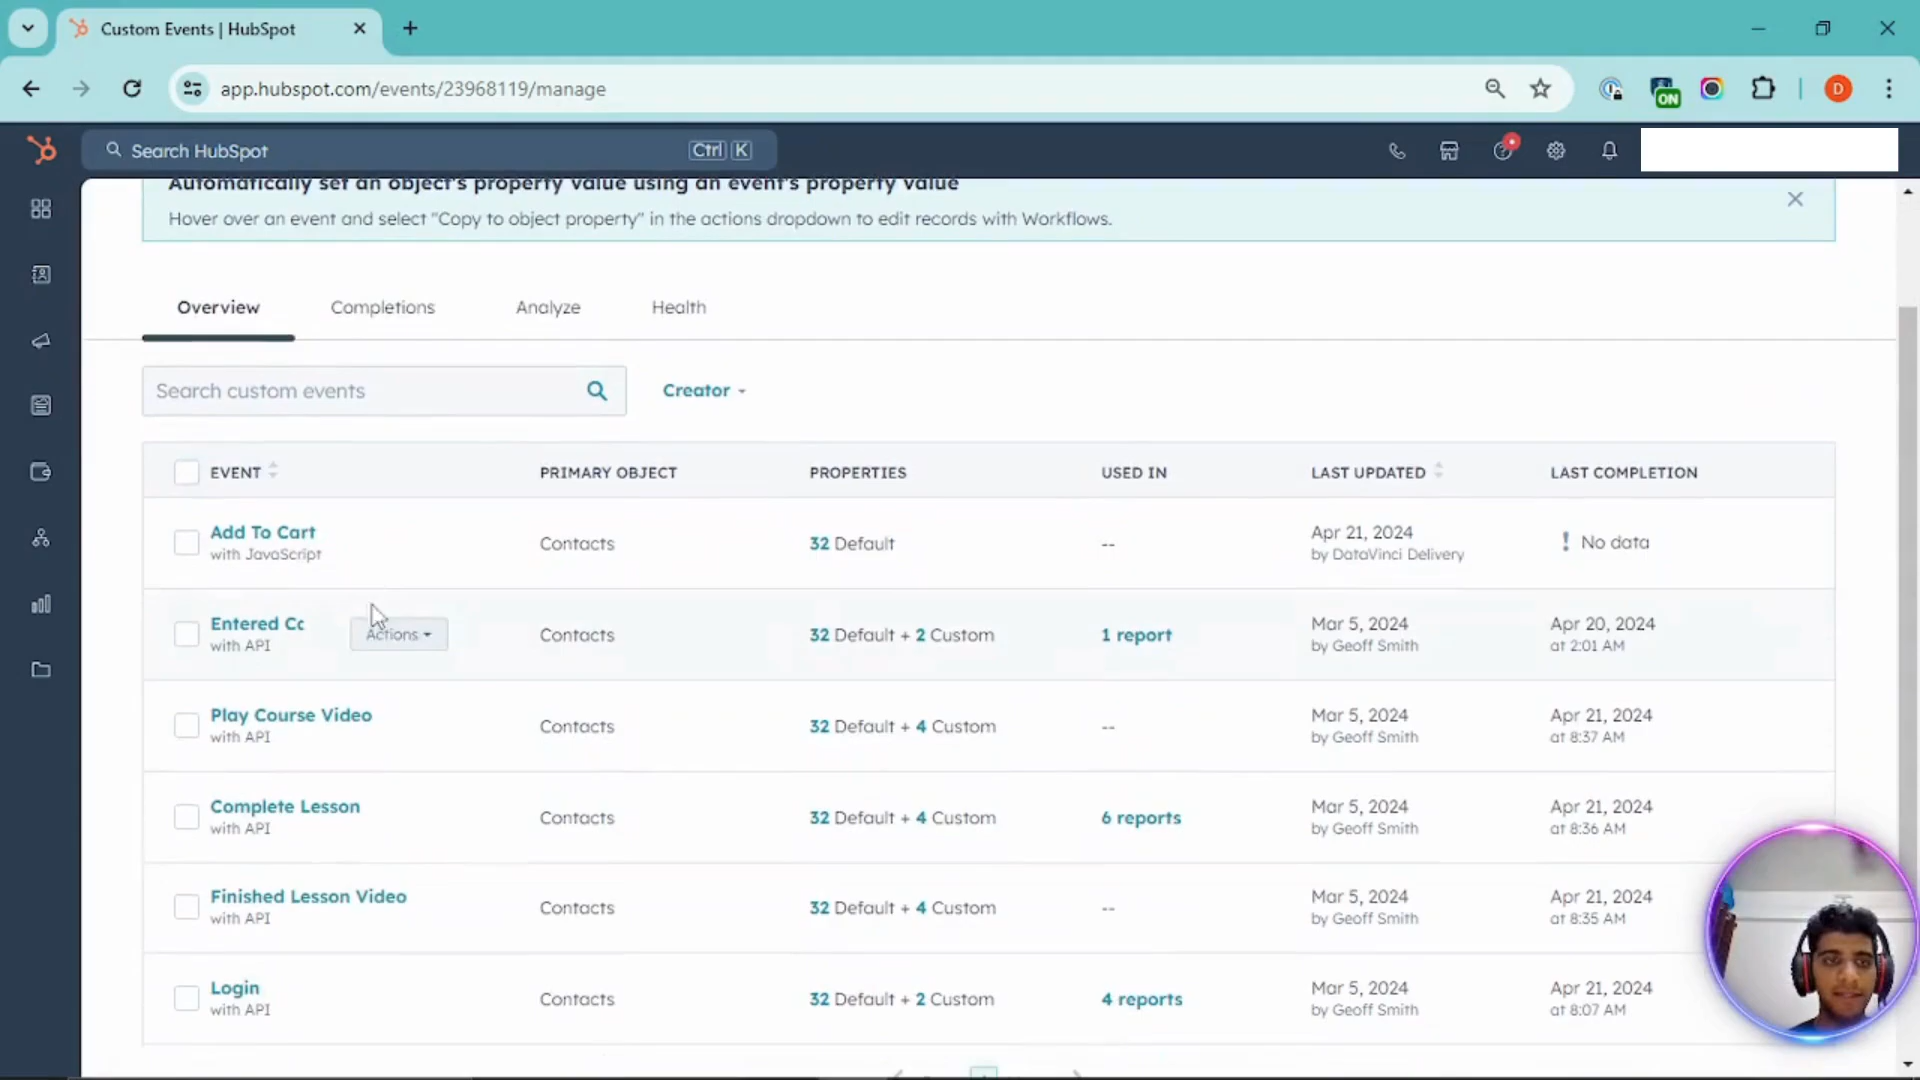 Custom Events | HubSpot
app.hubspot.com/events/23968119/manage
ON
D
Search HubSpot
Ctrl K
Automatically set an object's property value using an event's property value
Hover over an event and select "Copy to object property" in the actions dropdown to edit records with Workflows.
Overview Completions Analyze Health
Search custom events
Creator
EVENT PRIMARY OBJECT PROPERTIES USED IN LAST UPDATED LAST COMPLETION
Add To Cart
with JavaScript
Contacts
32 Default
--
Apr 21, 2024
by DataVinci Delivery
! No data
Entered Cc
with API
Actions
Contacts
32 Default + 2 Custom
1 report
Mar 5, 2024
by Geoff Smith
Apr 20, 2024
at 2:01 AM
Play Course Video
with API
Contacts
32 Default + 4 Custom
--
Mar 5, 2024
by Geoff Smith
Apr 21, 2024
at 8:37 AM
Complete Lesson
with API
Contacts
32 Default + 4 Custom
6 reports
Mar 5, 2024
by Geoff Smith
Apr 21, 2024
at 8:36 AM
Finished Lesson Video
with API
Contacts
32 Default + 4 Custom
--
Mar 5, 2024
by Geoff Smith
Apr 21, 2024
at 8:35 AM
Login
with API
Contacts
32 Default + 2 Custom
4 reports
Mar 5, 2024
by Geoff Smith
Apr 21, 2024
at 8:07 AM